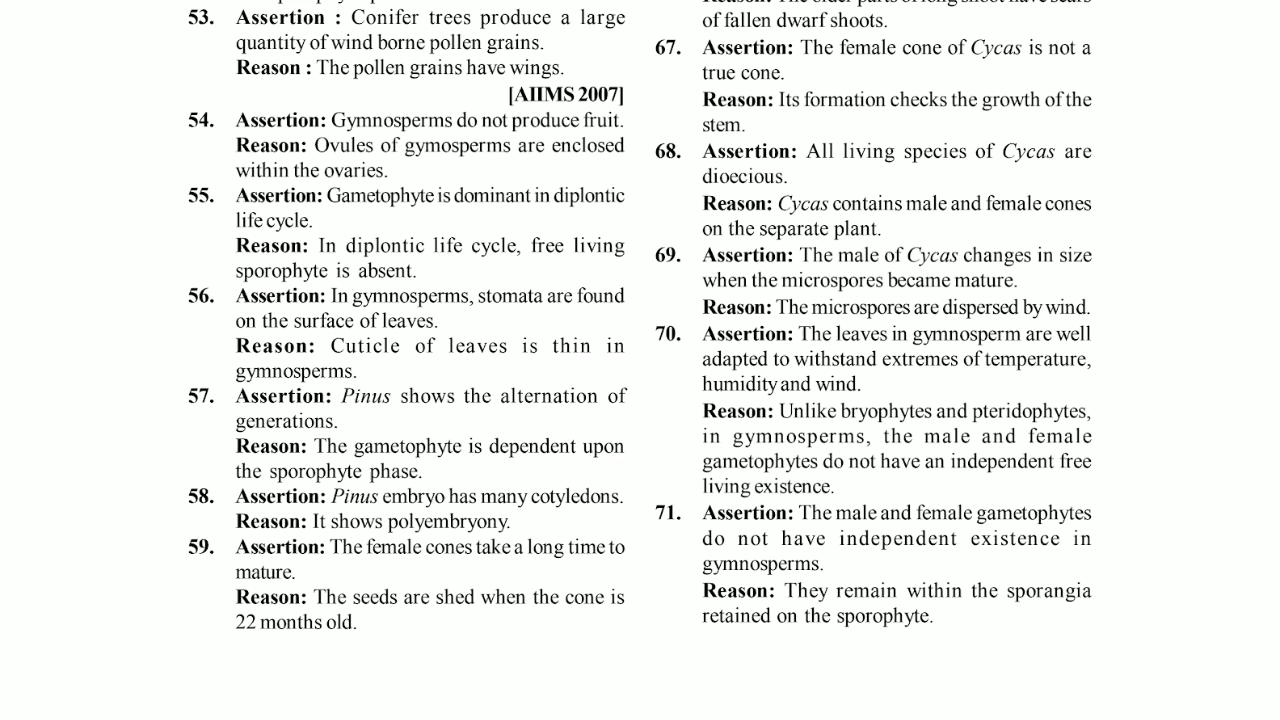 53. Assertion : Conifer trees produce a large
quantity of wind borne pollen grains.
Reason : The pollen grains have wings.
[AIIMS 2007]
54. Assertion: Gymnosperms do not produce fruit.
Reason: Ovules of gymosperms are enclosed
within the ovaries.
55. Assertion: Gametophyte is dominant in diplontic
life cycle.
Reason: In diplontic life cycle, free living
sporophyte is absent.
56. Assertion: In gymnosperms, stomata are found
on the surface of leaves.
Reason: Cuticle of leaves is thin in
gymnosperms.
57. Assertion: Pinus shows the alternation of
generations.
Reason: The gametophyte is dependent upon
the sporophyte phase.
58. Assertion: Pinus embryo has many cotyledons.
Reason: It shows polyembryony.
59. Assertion: The female cones take a long time to
mature.
Reason: The seeds are shed when the cone is
22 months old.
Reason: The older parts of long shoot have scars
of fallen dwarf shoots.
67. Assertion: The female cone of Cycas is not a
true cone.
Reason: Its formation checks the growth of the
stem.
68. Assertion: All living species of Cycas are
dioecious.
Reason: Cycas contains male and female cones
on the separate plant.
69. Assertion: The male of Cycas changes in size
when the microspores became mature.
Reason: The microspores are dispersed by wind.
70. Assertion: The leaves in gymnosperm are well
adapted to withstand extremes of temperature,
humidity and wind.
Reason: Unlike bryophytes and pteridophytes,
in gymnosperms, the male and female
gametophytes do not have an independent free
living existence.
71. Assertion: The male and female gametophytes
do not have independent existence in
gymnosperms.
Reason: They remain within the sporangia
retained on the sporophyte.